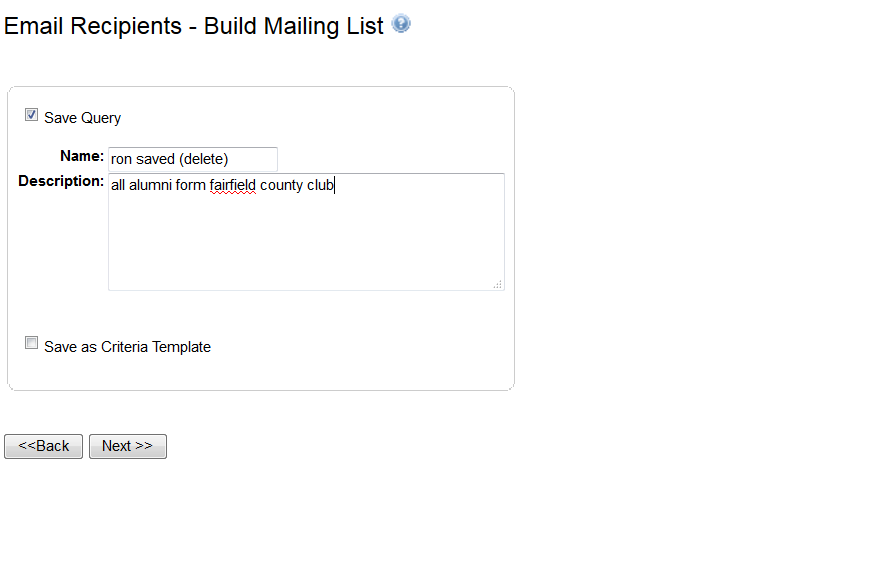 Email Recipients - Build Mailing List
Save Query
Name: ron saved (delete)
Description: all alumni form fairfield county club
Save as Criteria Template
<<Back Next >>